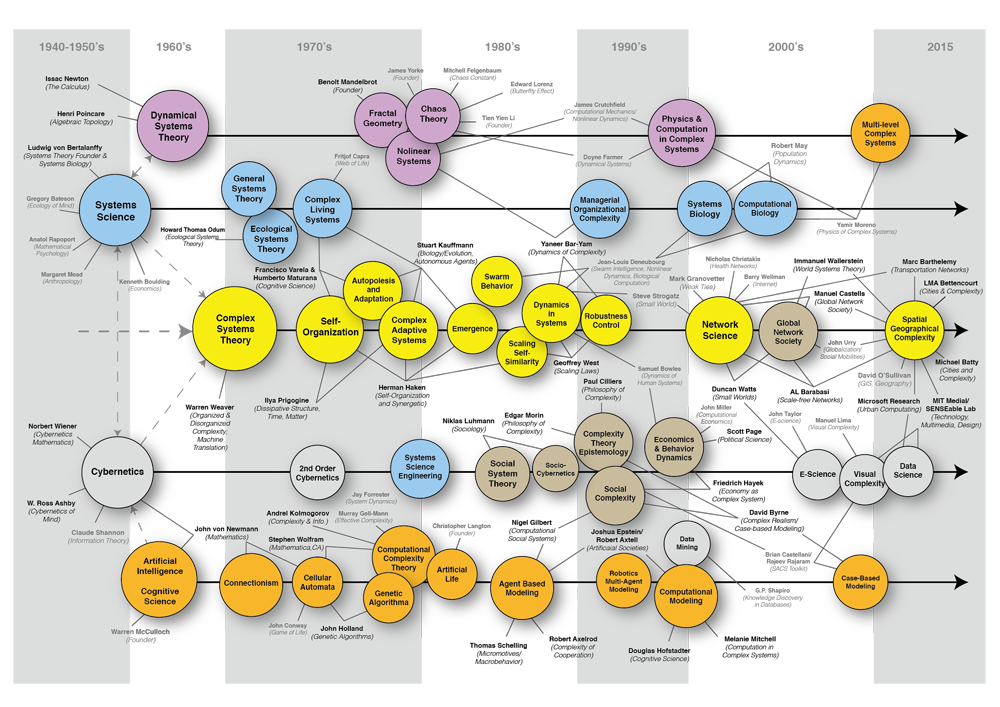 1940-1950's
1960's
1970's
1980's
1990's
2000's
2015
Issac Newton
(The Calculus)
Henri Poincare
(Algebraic Topology)
Ludwig von Bertalanffy
(Systems Theory Founder &
Systems Biology)
Dynamical
Systems
Theory
Benoit Mandelbrot
(Founder)
James Yorke
(Founder)
Mitchell Feigenbaum
(Chaos Constant)
Edward Lorenz
(Butterfly Effect)
Tien Yien Li
(Founder)
Fractal
Geometry
Chaos
Theory
Nolinear
Systems
James Crutchfield
(Computational Mechanics/
Nonlinear Dynamics)
Doyne Farmer
(Dynamical Systems)
Physics &
Computation
in Complex
Systems
Robert May
(Population
Dynamics)
Multi-level
Complex
Systems
Gregory Bateson
(Ecology of Mind)
Anatol Rapoport
(Mathematical
Psychology)
Margaret Mead
(Anthropology)
Kenneth Boulding
(Economics)
Systems
Science
Howard Thomas Odum
(Ecological Systems
Theory)
General
Systems
Theory
Ecological
Systems
Theory
Fritjof Capra
(Web of Life)
Complex
Living
Systems
Managerial
Organizational
Complexity
Systems
Biology
Computational
Biology
Yamir Moreno
(Physics of Complex Systems)
Francisco Varela &
Humberto Maturana
(Cognitive Science)
Stuart Kauffmann
(Biology/Evolution,
Autonomous Agents)
Yaneer Bar-Yam
(Dynamics of Complexity)
Jean-Louis Deneubourg
(Swarm Intelligence, Nonlinear
Dynamics, Biological
Computation)
Steve Strogatz
(Small World)
Nicholas Christakis
(Health Networks)
Mark Granovetter
(Weak Ties)
Barry Wellman
(Internet)
Immanuel Wallerstein
(World Systems Theory)
Manuel Castells
(Global Network
Society)
Marc Barthelemy
(Transportation Networks)
LMA Bettencourt
(Cities & Complexity)
Complex
Systems
Theory
Self-
Organization
Autopolesis
and
Adaptation
Complex
Adaptive
Systems
Emergence
Swarm
Behavior
Dynamics
in
Systems
Scaling
Self-
Similarity
Robustness
Control
Network
Science
Global
Network
Society
Spatial
Geographical
Complexity
John Urry
(Globalization/
Social Mobilities)
Michael Batty
(Cities and
Complexity)
David O'Sullivan
(GIS, Geography)
Geoffrey West
(Scaling Laws)
Samuel Bowles
(Dynamics of
Human Systems)
Herman Haken
(Self-Organization
and Synergetic)
Ilya Prigogine
(Dissipative Structure,
Time, Matter)
Warren Weaver
(Organized &
Disorganized
Complexity,
Machine
Translation)
Duncan Watts
(Small Worlds)
AL Barabasi
(Scale-free Networks)
Microsoft Research
(Urban Computing)
MIT Medial/
SENSEable Lab
(Technology,
Multimedia, Design)
Norbert Wiener
(Cybernetics
Mathematics)
W. Ross Ashby
(Cybernetics of
Mind)
Claude Shannon
(Information Theory)
Cybernetics
2nd Order
Cybernetics
Systems
Science
Engineering
Niklas Luhmann
(Sociology)
Edgar Morin
(Philosophy of
Complexity)
Paul Cilliers
(Philosophy of
Complexity)
Social
System
Theory
Socio-
Cybernetics
Complexity
Theory
Epistemology
Social
Complexity
Economics
& Behavior
Dynamics
John Miller
(Computational
Economics)
Scott Page
(Political Science)
John Taylor
(E-science)
Manuel Lima
(Visual Complexity)
E-Science
Visual
Complexity
Data
Science
Friedrich Hayek
(Economy as
Complex System)
David Byrne
(Complex Realism/
Case-based Modeling)
Brian Castellani/
Rajeev Rajaram
(SACS Toolkit)
Jay Forrester
(System Dynamics)
Andrei Kolmogorov
(Complexity & Info.)
Murray Gell-Mann
(Effective Complexity)
Christopher Langton
(Founder)
John von Newmann
(Mathematics)
Stephen Wolfram
(Mathematica,CA)
Nigel Gilbert
(Computational
Social Systems)
Joshua Epstein/
Robert Axtell
(Artificaial Societies)
Data
Mining
Artificial
Intelligence
Cognitive
Science
Connectionism
Cellular
Automata
Computational
Complexity
Theory
Genetic
Algorithma
Artificial
Life
Agent Based
Modeling
Robotics
Multi-Agent
Modeling
Computational
Modeling
Case-Based
Modeling
G.P. Shapiro
(Knowledge Discovery
in Databases)
Warren McCulloch
(Founder)
John Conway
(Game of Life)
John Holland
(Genetic Algorithms)
Thomas Schelling
(Micromotives/
Macrobehavior)
Robert Axelrod
(Complexity of
Cooperation)
Douglas Hofstadter
(Cognitive Science)
Melanie Mitchell
(Computation in
Complex Systems)